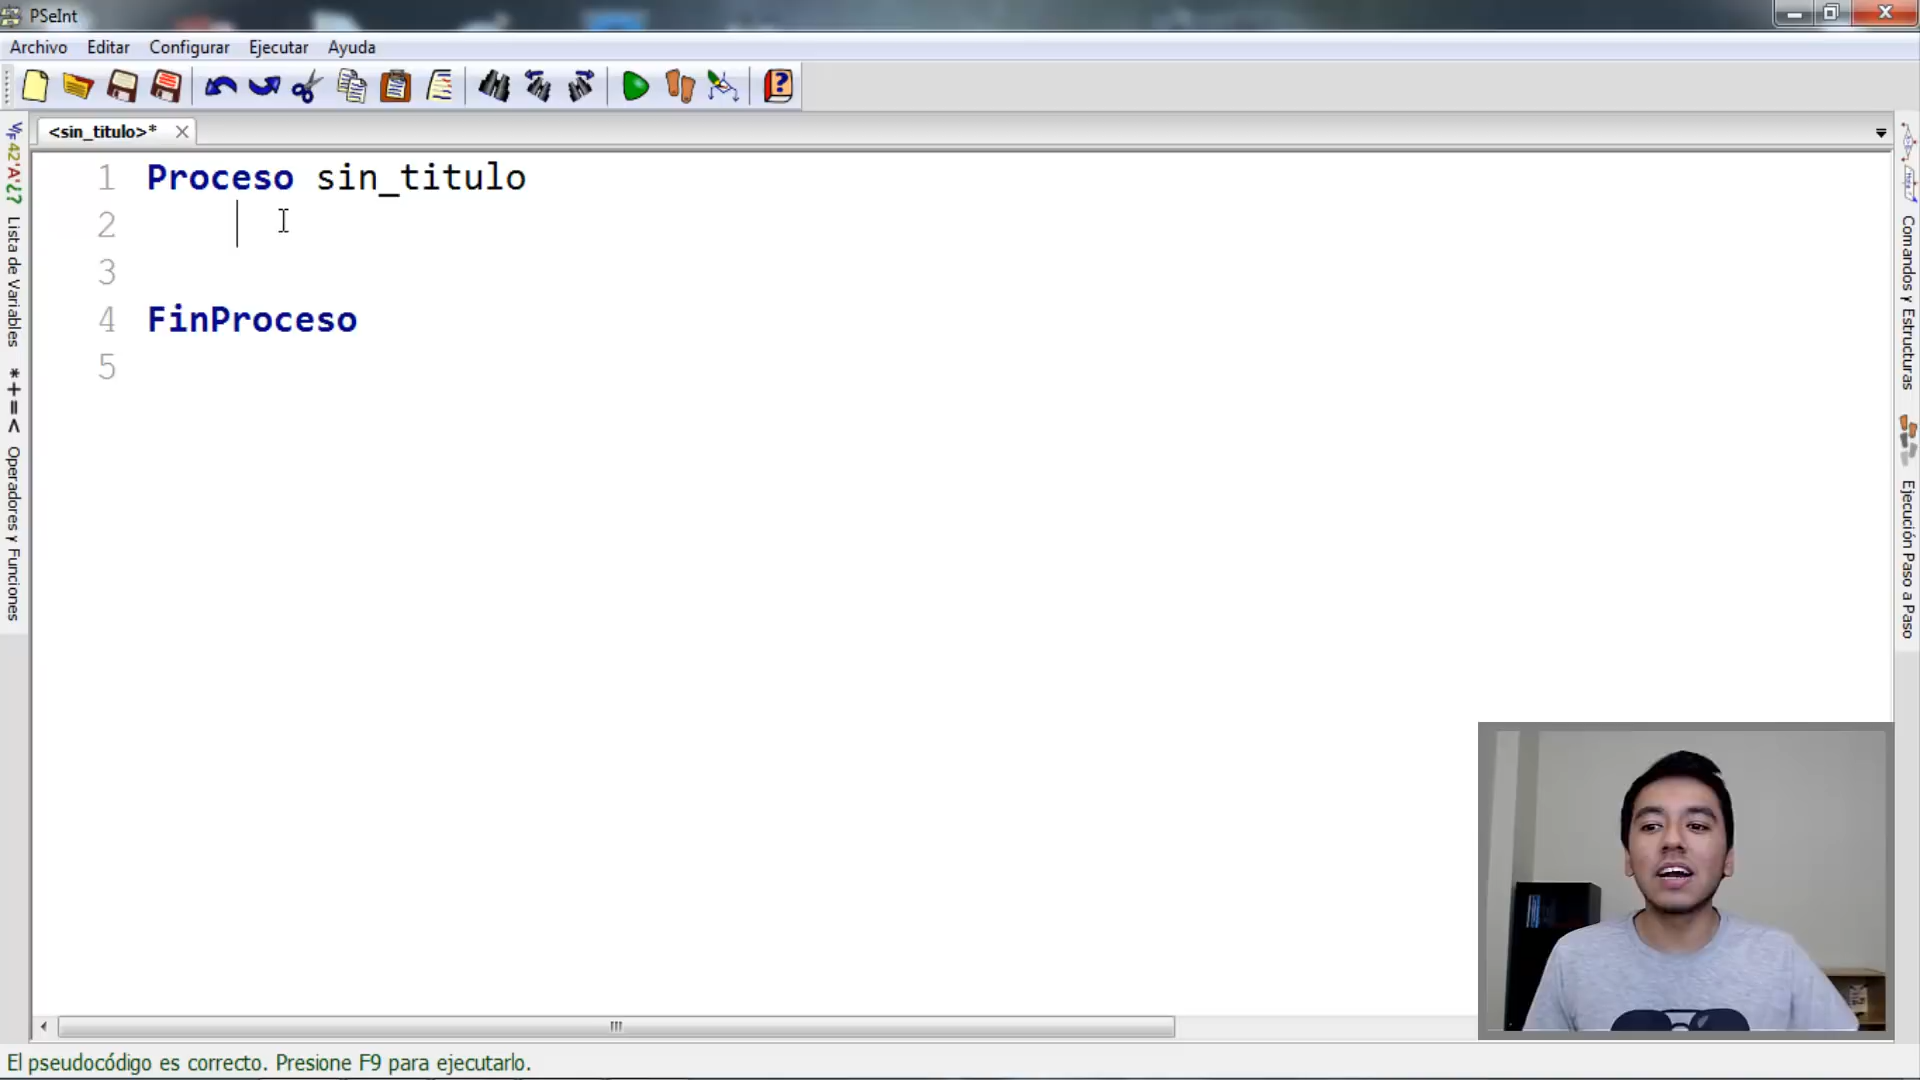 PSeInt
Archivo Editar Configurar Ejecutar Ayuda
<sin_titulo>*
1 Proceso sin_titulo
2
3
4 FinProceso
5
42'A'¿? Lista de Variables
*+=< Operadores y Funciones
Comandos y Estructuras
Ejecución Paso a Paso
El pseudocódigo es correcto. Presione F9 para ejecutarlo.